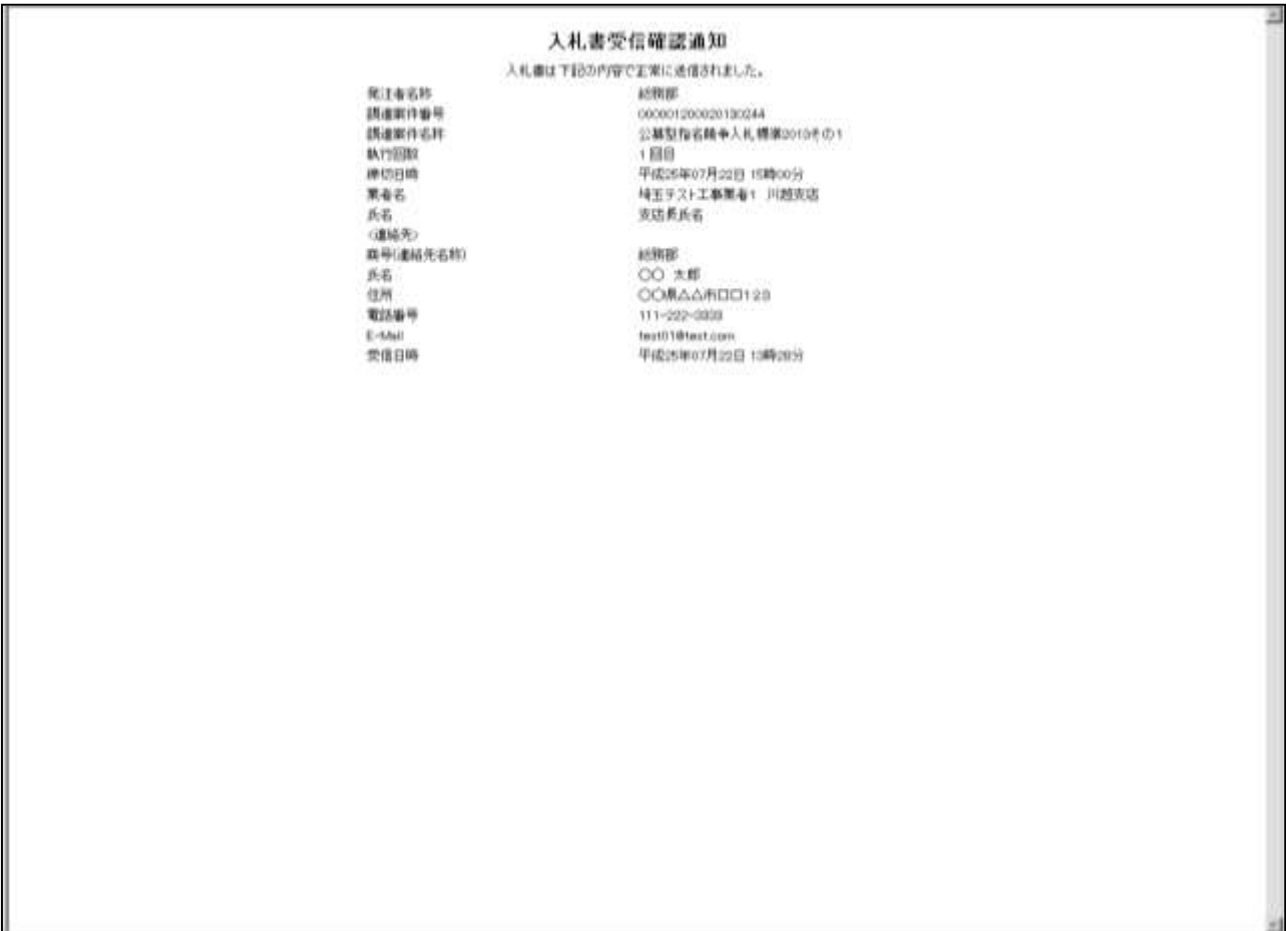 入札書受信確認通知
入札書は下記の内容で正常に送信されました。
発注者名称 総務部
調達案件番号 000001200020130244
調達案件名称 公募型指名競争入札標準2013その1
執行回数 1回目
締切日時 平成25年07月22日 15時00分
業者名 埼玉テスト工事業者1 川越支店
氏名 支店長氏名
<連絡先>
商号(連絡先名称) 総務部
氏名 〇〇 太郎
住所 〇〇県△△市□□123
電話番号 111-222-3333
E-Mail test01@test.com
受信日時 平成25年07月22日 13時28分